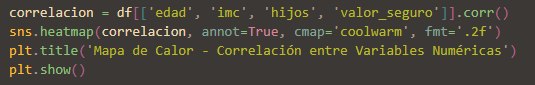 correlacion = df[['edad', 'imc', 'hijos', 'valor_seguro']].corr()
sns.heatmap(correlacion, annot=True, cmap='coolwarm', fmt='.2f')
plt.title('Mapa de Calor - Correlación entre Variables Numéricas')
plt.show()